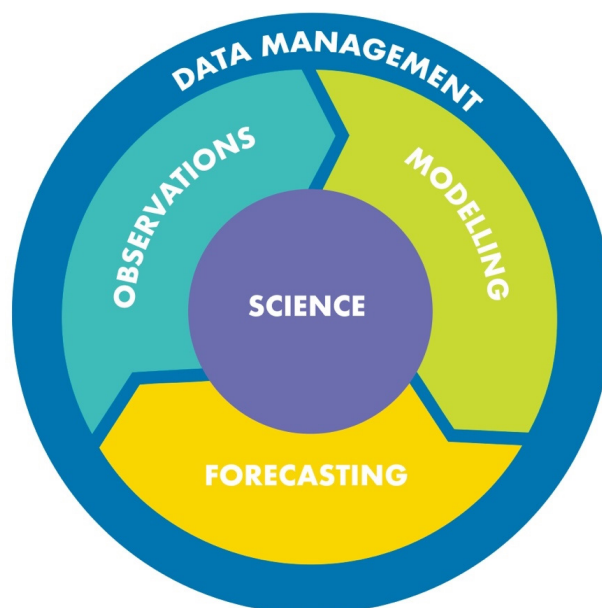 DATA MANAGEMENT
OBSERVATIONS
MODELLING
SCIENCE
FORECASTING